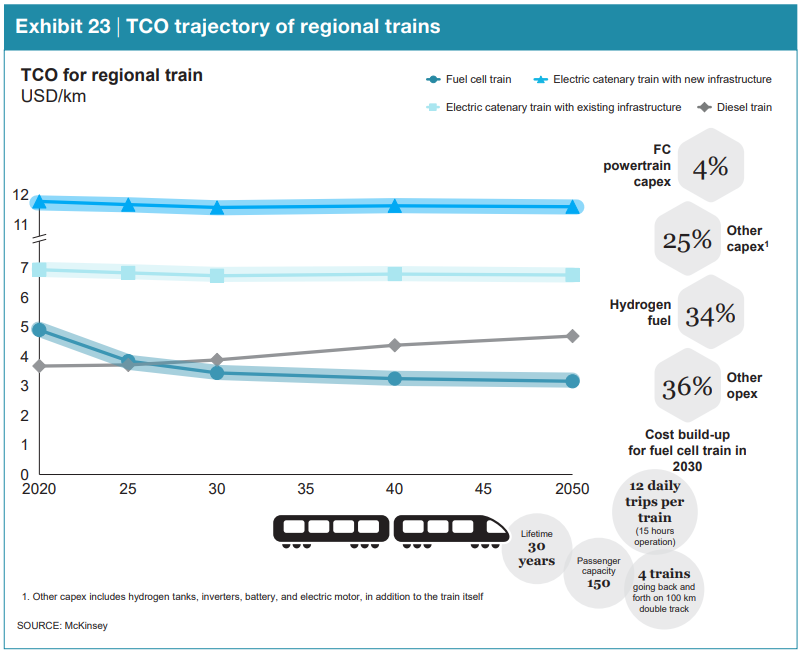 Exhibit 23 | TCO trajectory of regional trains
TCO for regional train
USD/km
Fuel cell train
Electric catenary train with new infrastructure
Electric catenary train with existing infrastructure
Diesel train
12
11
7
6
5
4
3
2
1
0
2020
25
30
35
40
45
2050
FC
powertrain
capex
4%
25%
Other
capex¹
Hydrogen
fuel
34%
36%
Other
opex
Cost build-up
for fuel cell train in
2030
12 daily
trips per
train
(15 hours
operation)
Lifetime
30
years
Passenger
capacity
150
4 trains
going back and
forth on 100 km
double track
1. Other capex includes hydrogen tanks, inverters, battery, and electric motor, in addition to the train itself
SOURCE: McKinsey